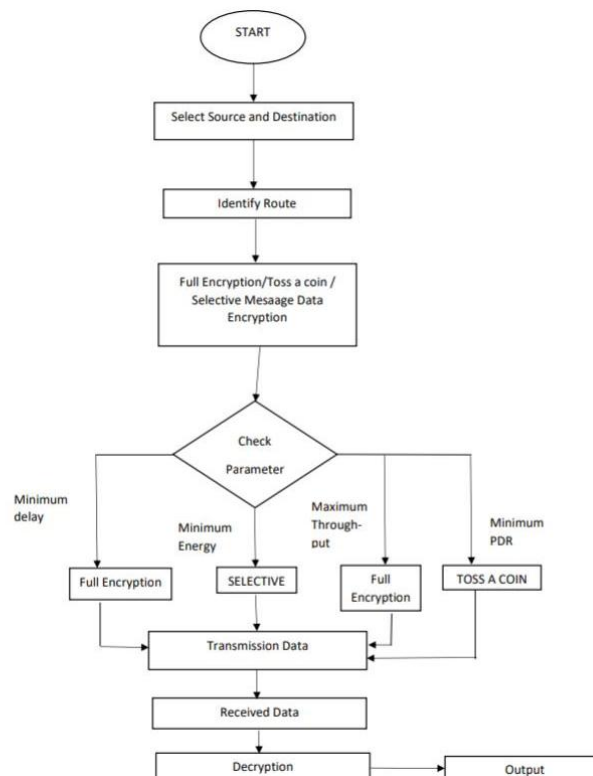 START
Select Source and Destination
Identify Route
Full Encryption/Toss a coin /
Selective Mesaage Data
Encryption
Check
Parameter
Minimum
delay
Minimum
Energy
Maximum
Through-
put
Minimum
PDR
Full Encryption
SELECTIVE
Full
Encryption
TOSS A COIN
Transmission Data
Received Data
Decryption
Output